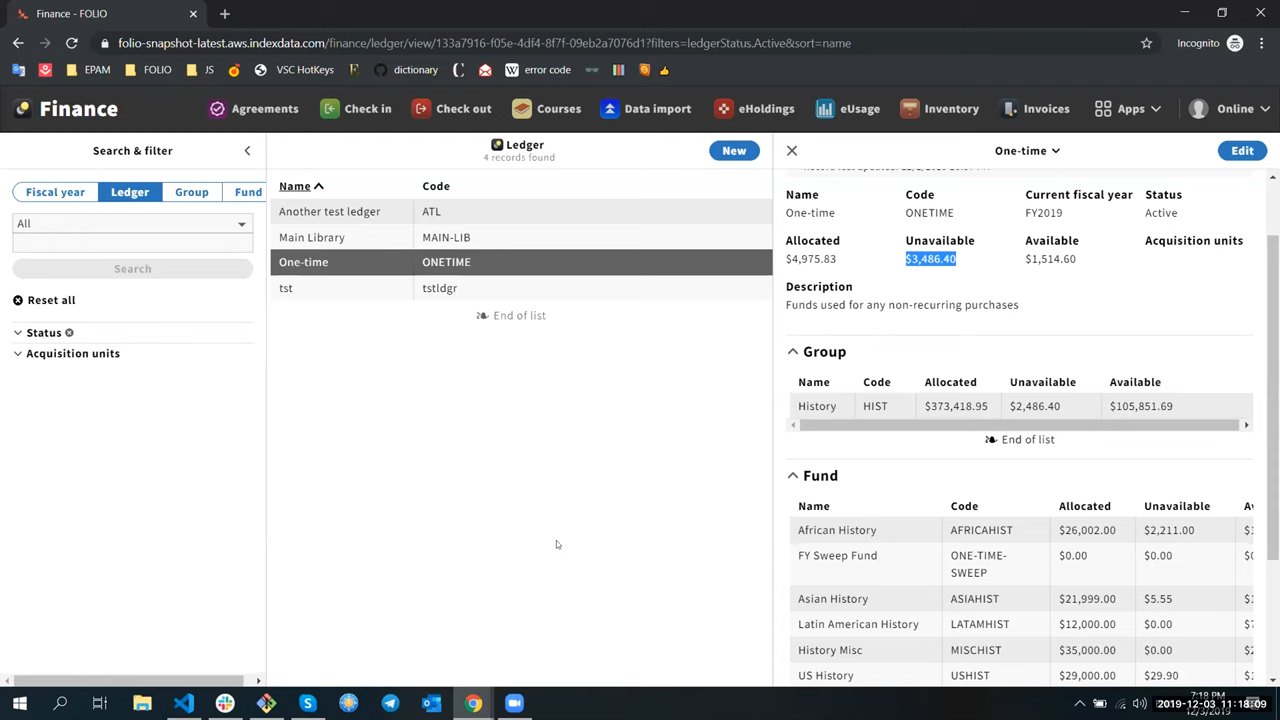 Finance - FOLIO
folio-snapshot-latest.aws.indexdata.com/finance/ledger/view/133a7916-f05e-4df4-8f7f-09eb2a7076d1?filters=ledgerStatus.Active&sort=name
Incognito
EPAM FOLIO JS VSC HotKeys dictionary error code
Finance Agreements Check in Check out Courses Data import eHoldings eUsage Inventory Invoices Apps Online
Search & filter
Fiscal year Ledger Group Fund
All
Search
Reset all
Status
Acquisition units
Ledger
4 records found
New
Name Code
Another test ledger ATL
Main Library MAIN-LIB
One-time ONETIME
tst tstldgr
End of list
One-time
Edit
Name Code Current fiscal year Status
One-time ONETIME FY2019 Active
Allocated Unavailable Available Acquisition units
$4,975.83 $3,486.40 $1,514.60
Description
Funds used for any non-recurring purchases
Group
Name Code Allocated Unavailable Available
History HIST $373,418.95 $2,486.40 $105,851.69
End of list
Fund
Name Code Allocated Unavailable
African History AFRICAHIST $26,002.00 $2,211.00
FY Sweep Fund ONE-TIME-
SWEEP $0.00 $0.00
Asian History ASIAHIST $21,999.00 $5.55
Latin American History LATAMHIST $12,000.00 $0.00
History Misc MISCHIST $35,000.00 $0.00
US History USHIST $29,000.00 $29.90
7:18 PM
2019-12-03 11:18:09